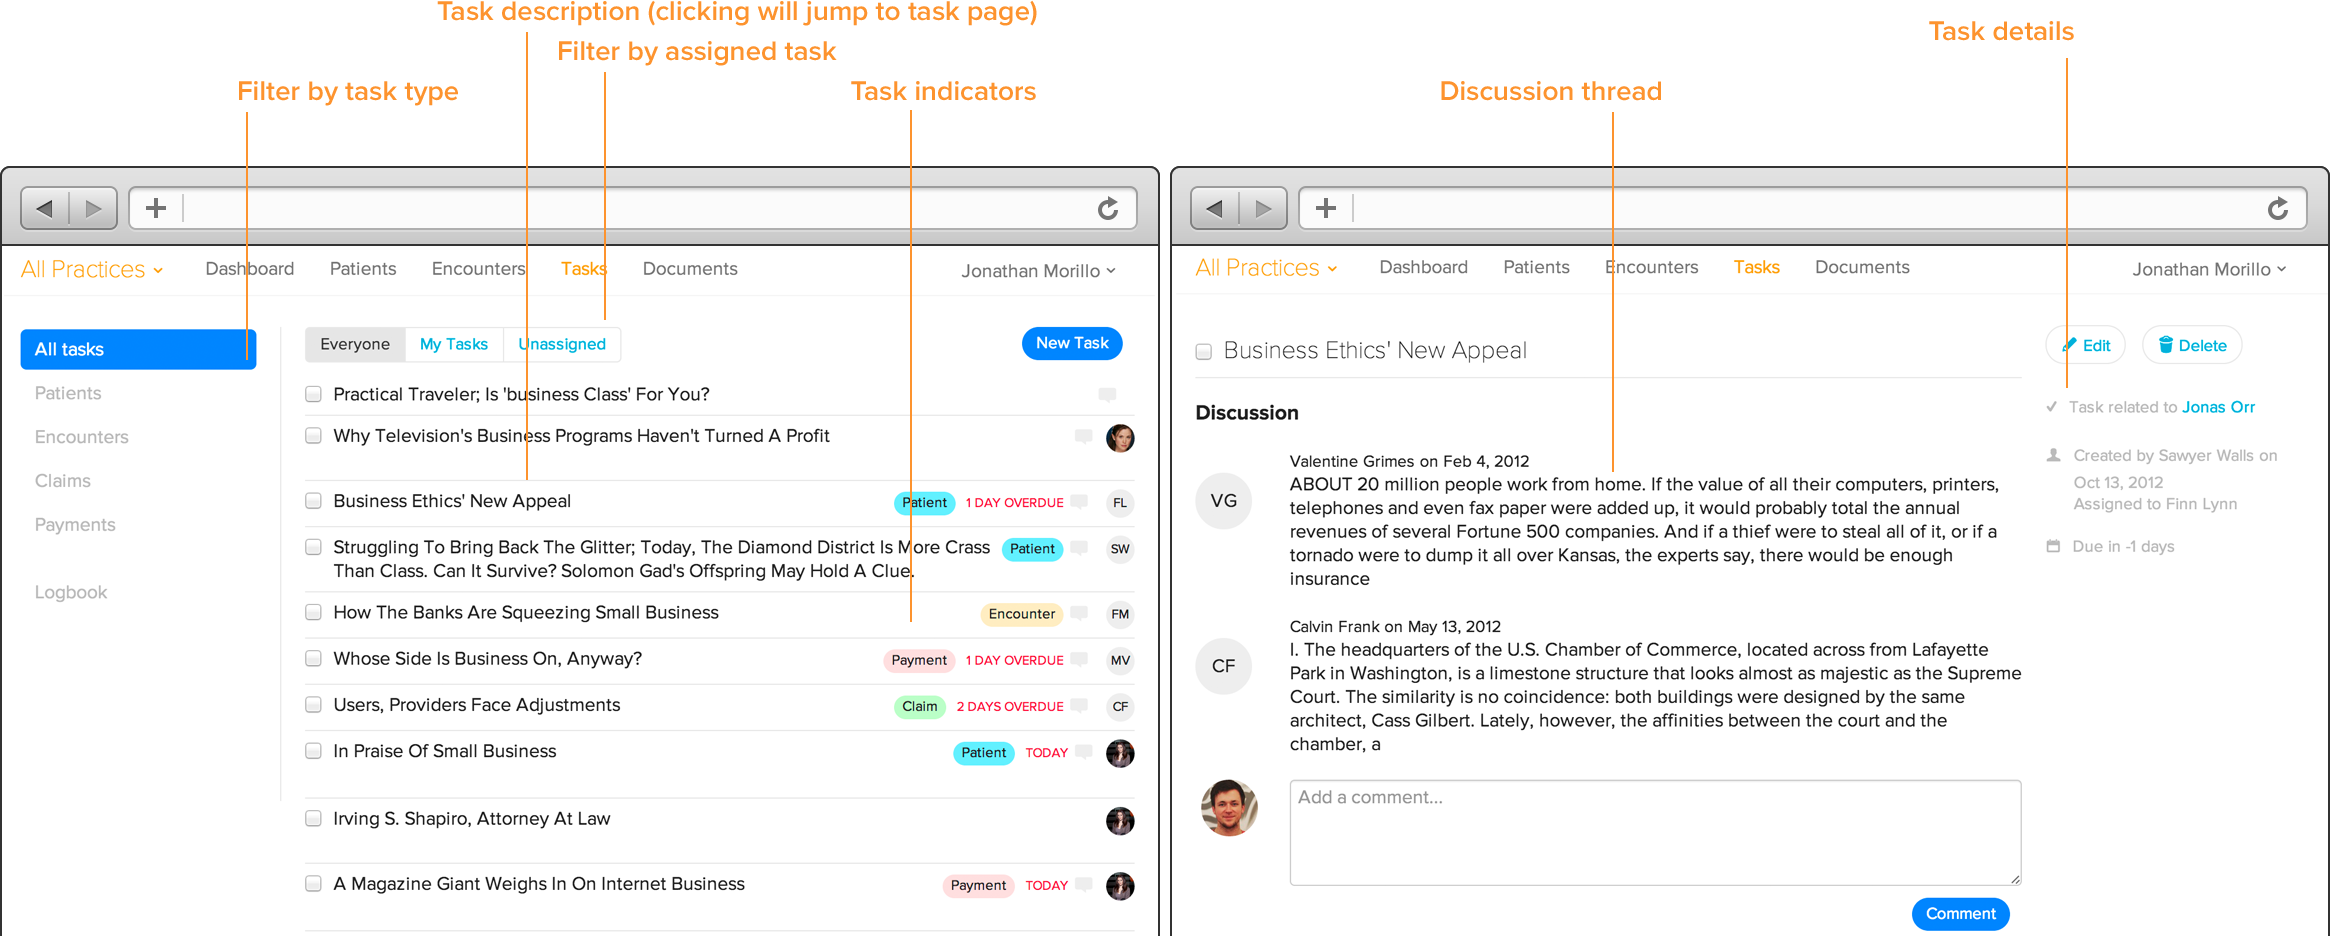 Task description (clicking will jump to task page)
Filter by assigned task
Filter by task type
Task indicators
Discussion thread
Task details
All Practices
Dashboard
Patients
Encounters
Tasks
Documents
Jonathan Morillo
All tasks
Patients
Encounters
Claims
Payments
Logbook
Everyone
My Tasks
Unassigned
New Task
Practical Traveler; Is 'business Class' For You?
Why Television's Business Programs Haven't Turned A Profit
Business Ethics' New Appeal
Patient
1 DAY OVERDUE
FL
Struggling To Bring Back The Glitter; Today, The Diamond District Is More Crass
Than Class. Can It Survive? Solomon Gad's Offspring May Hold A Clue.
Patient
SW
How The Banks Are Squeezing Small Business
Encounter
FM
Whose Side Is Business On, Anyway?
Payment
1 DAY OVERDUE
MV
Users, Providers Face Adjustments
Claim
2 DAYS OVERDUE
CF
In Praise Of Small Business
Patient
TODAY
Irving S. Shapiro, Attorney At Law
A Magazine Giant Weighs In On Internet Business
Payment
TODAY
All Practices
Dashboard
Patients
Encounters
Tasks
Documents
Jonathan Morillo
Business Ethics' New Appeal
Discussion
VG
Valentine Grimes on Feb 4, 2012
ABOUT 20 million people work from home. If the value of all their computers, printers,
telephones and even fax paper were added up, it would probably total the annual
revenues of several Fortune 500 companies. And if a thief were to steal all of it, or if a
tornado were to dump it all over Kansas, the experts say, there would be enough
insurance
CF
Calvin Frank on May 13, 2012
I. The headquarters of the U.S. Chamber of Commerce, located across from Lafayette
Park in Washington, is a limestone structure that looks almost as majestic as the Supreme
Court. The similarity is no coincidence: both buildings were designed by the same
architect, Cass Gilbert. Lately, however, the affinities between the court and the
chamber, a
Add a comment...
Comment
Edit
Delete
Task related to Jonas Orr
Created by Sawyer Walls on
Oct 13, 2012
Assigned to Finn Lynn
Due in -1 days